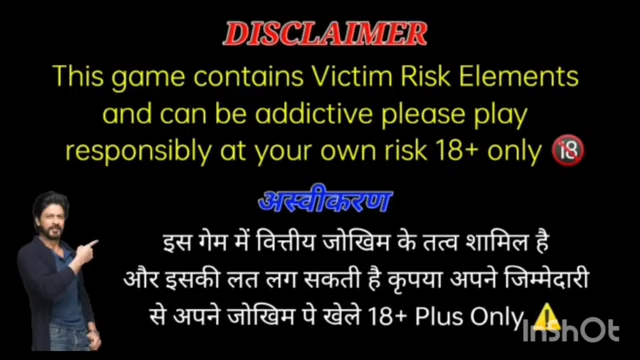 DISCLAIMER
This game contains Victim Risk Elements
and can be addictive please play
responsibly at your own risk 18+ only 🔞
अस्वीकरण
इस गेम में वित्तीय जोखिम के तत्व शामिल है
और इसकी लत लग सकती है कृपया अपने जिम्मेदारी
से अपने जोखिम पे खेले 18+ Plus Only ⚠️
InShOt